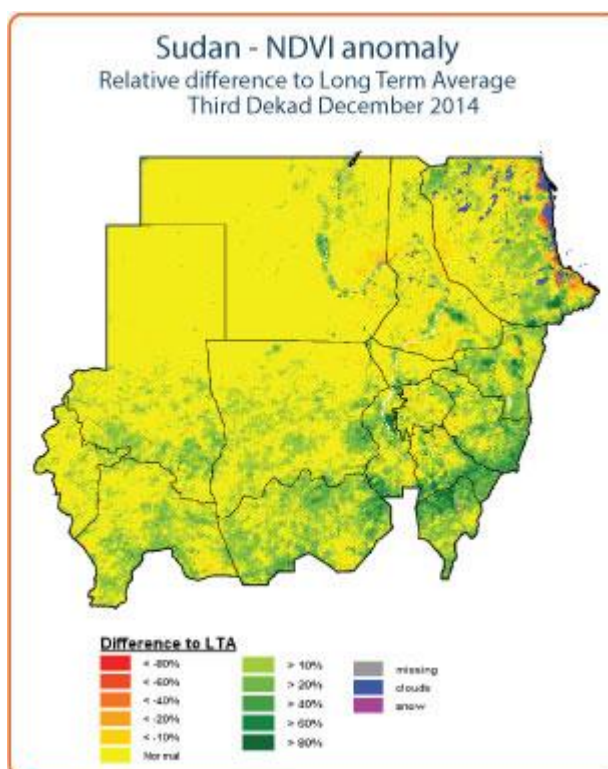 Sudan - NDVI anomaly
Relative difference to Long Term Average
Third Dekad December 2014
Difference to LTA
< -80%
< -60%
< -40%
< -20%
< -10%
Normal
> 10%
> 20%
> 40%
> 60%
> 80%
missing
clouds
snow